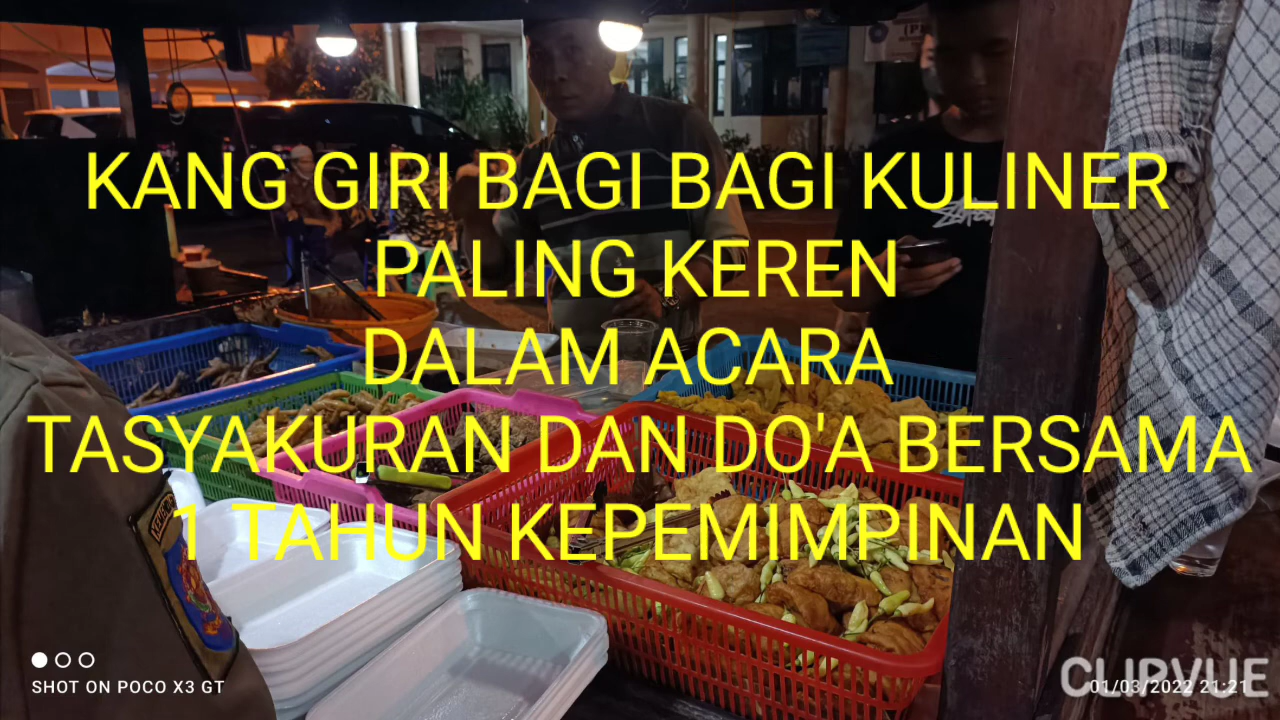 KANG GIRI BAGI BAGI KULINER
PALING KEREN
DALAM ACARA
TASYAKURAN DAN DO'A BERSAMA
1 TAHUN KEPEMIMPINAN
SHOT ON POCO X3 GT
CLIPVUE
01/03/2022 21:21